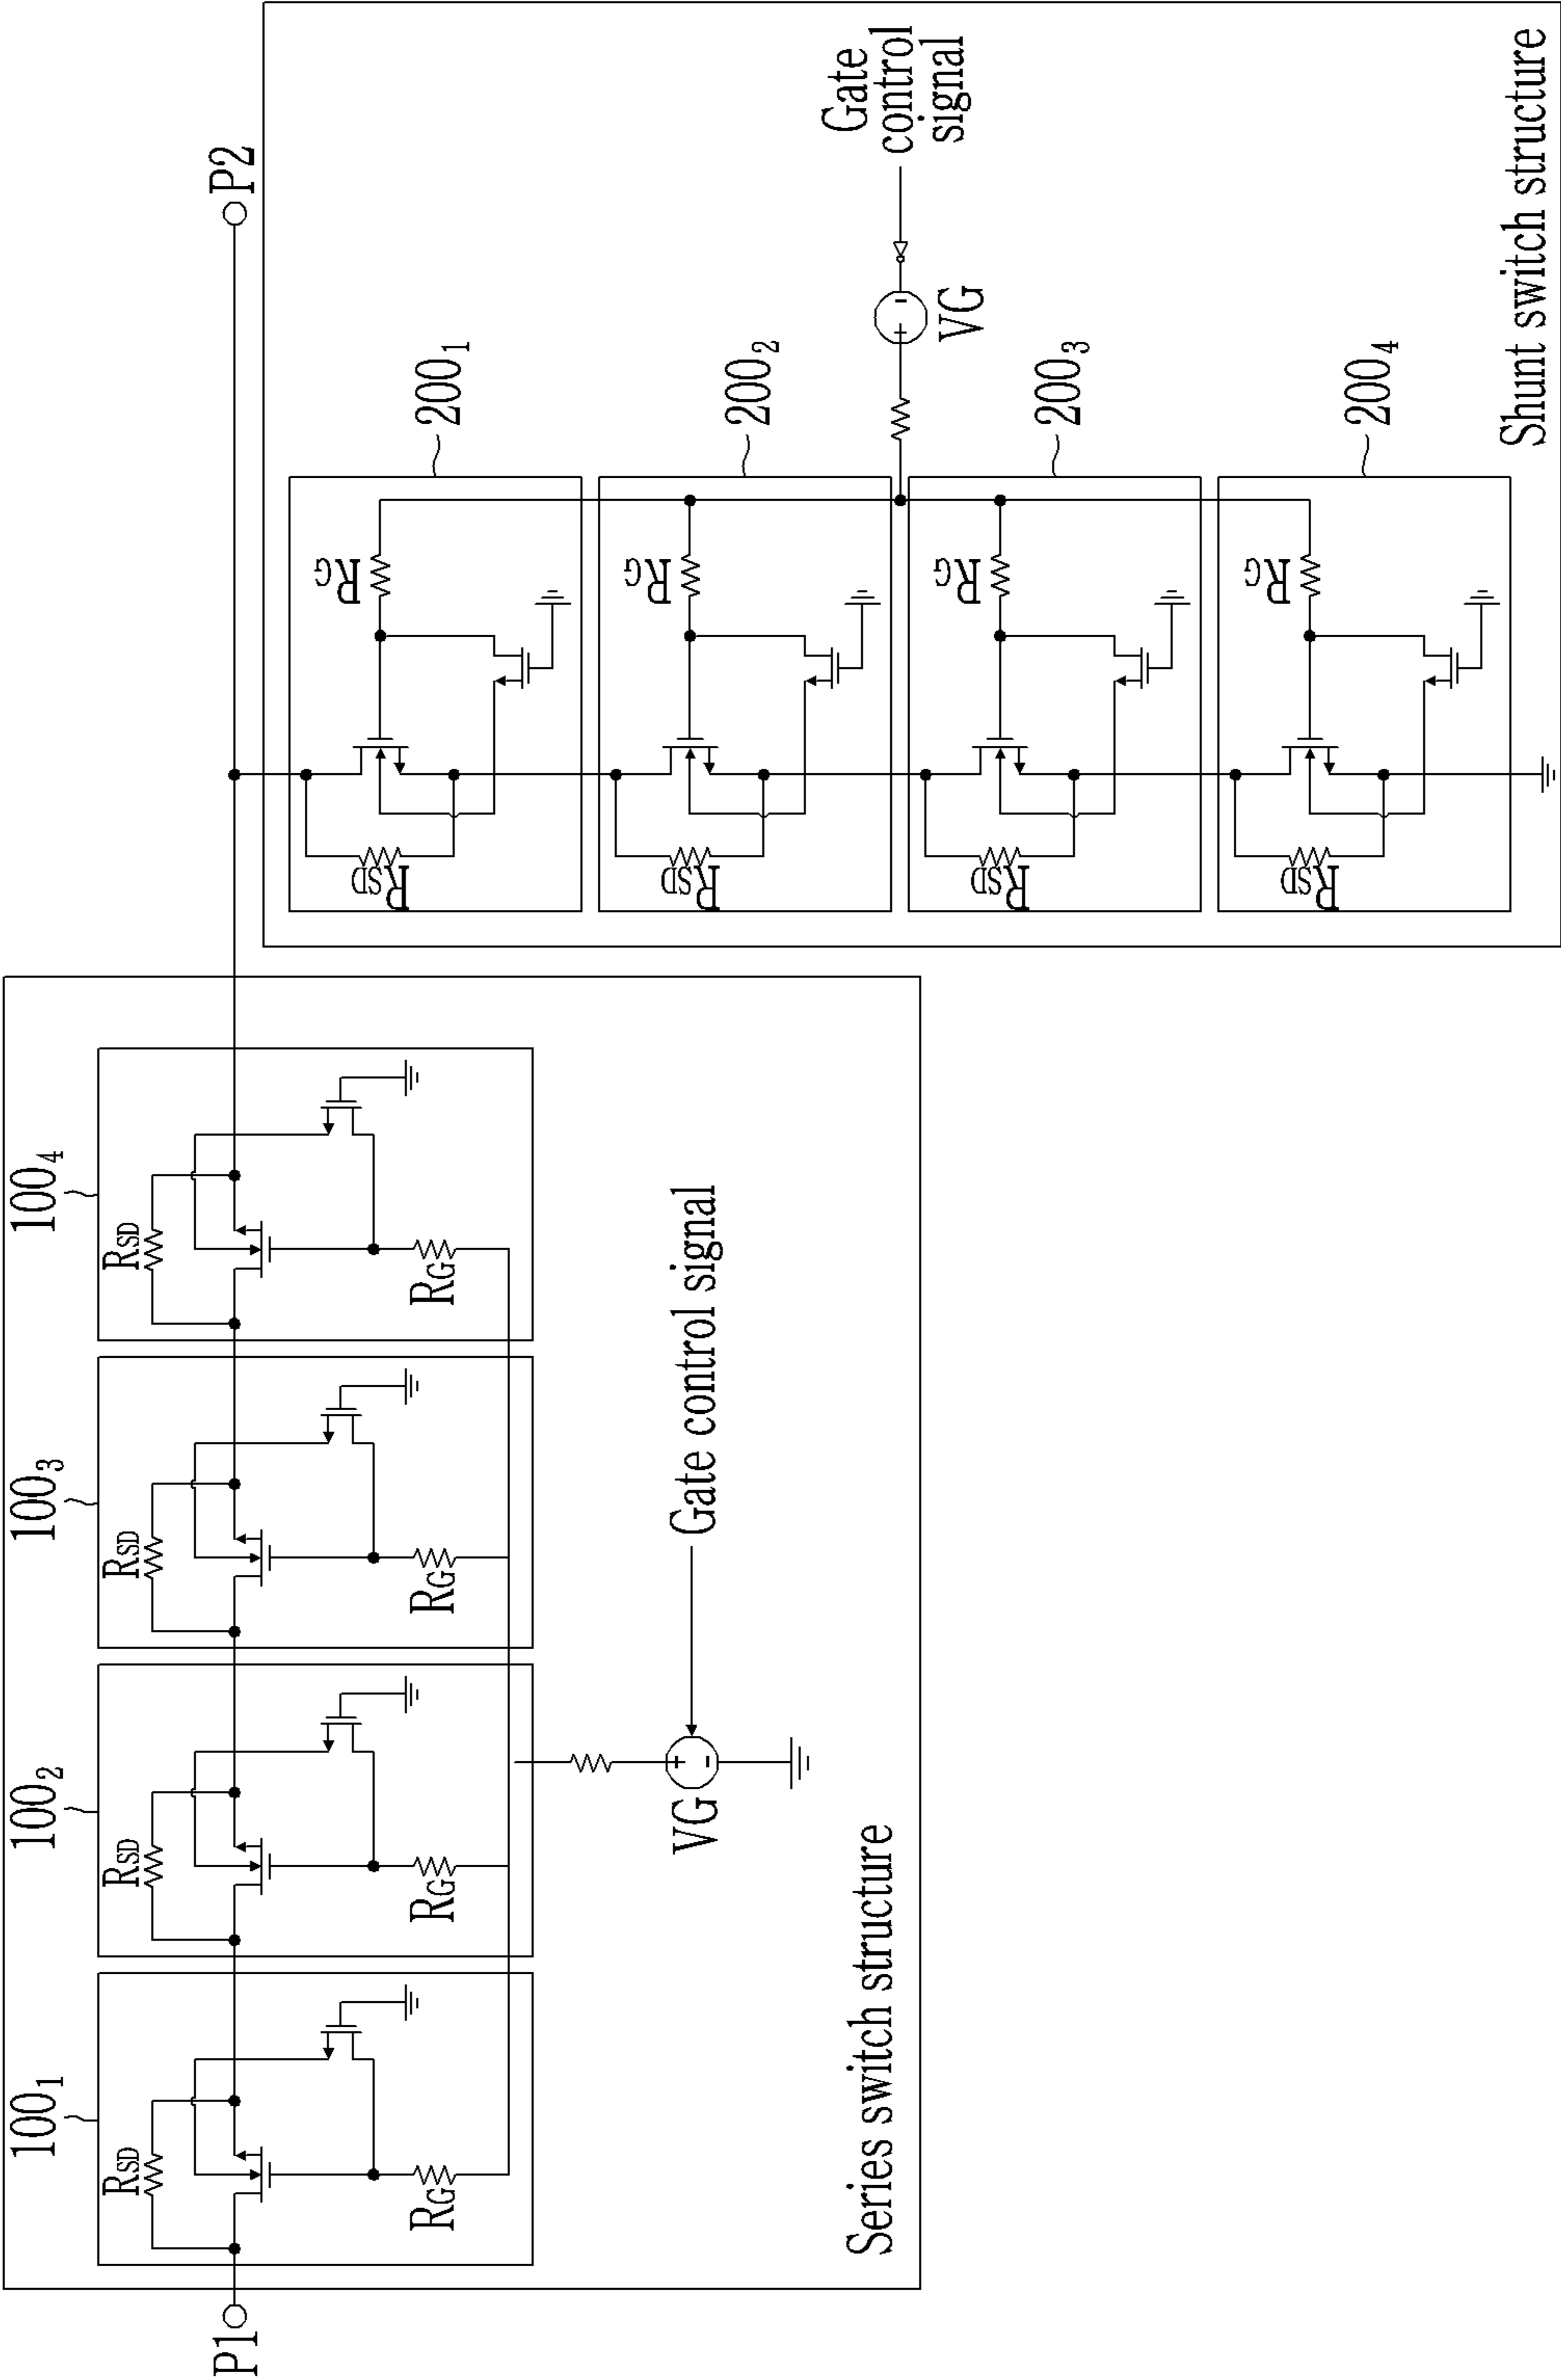 P1
100₁
100₂
100₃
100₄
P2
RSD
RSD
RSD
RSD
RG
RG
RG
RG
VG
Gate control signal
Series switch structure
RSD
RG
200₁
RSD
RG
200₂
RSD
RG
200₃
RSD
RG
200₄
VG
Gate
control
signal
Shunt switch structure